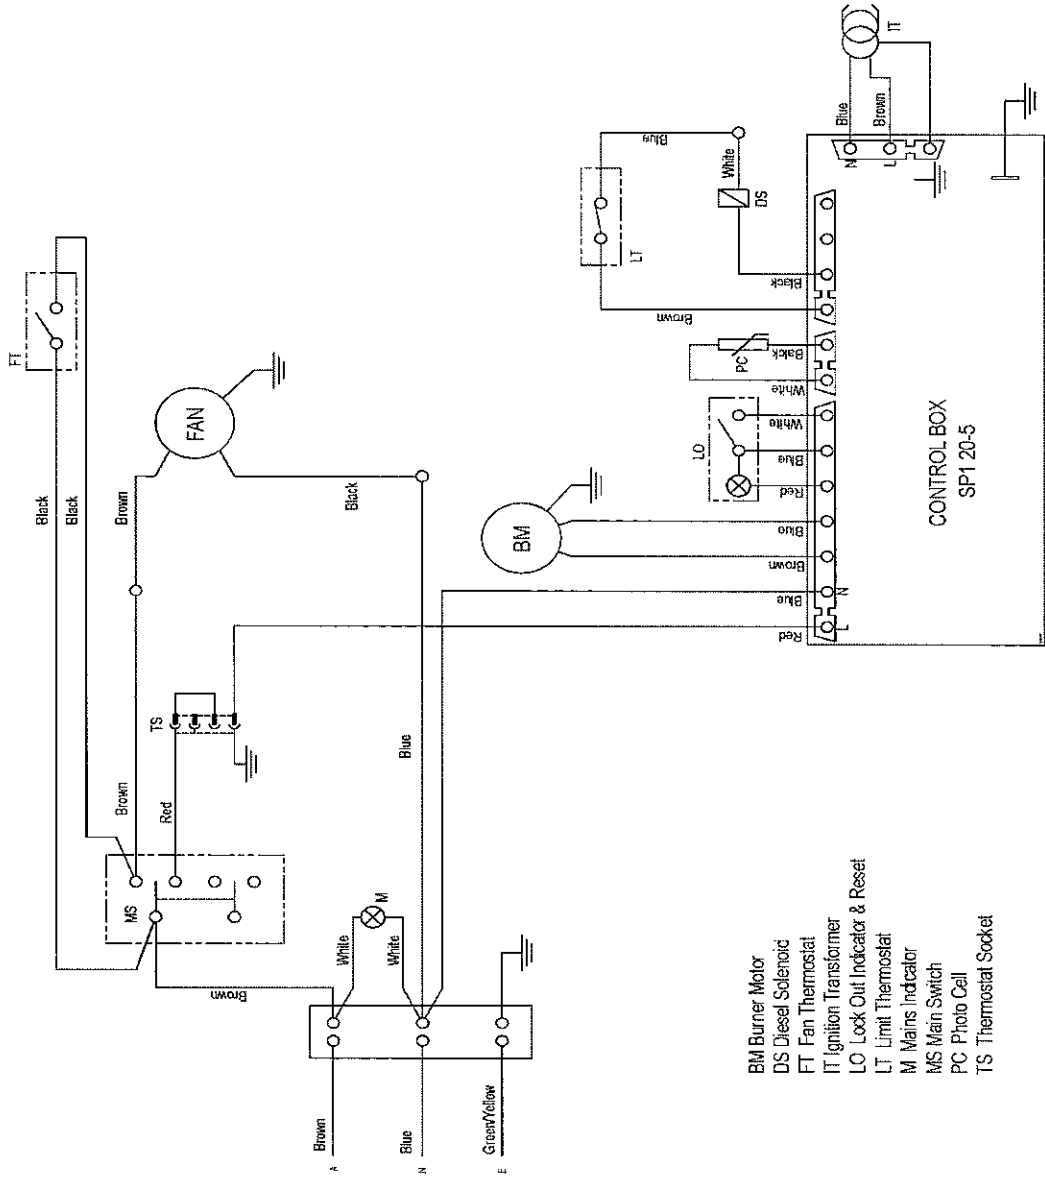 FT
Black
Black
Brown
FAN
Black
TS
Brown
Red
Blue
MS
Brown
White
M
White
Brown
A
Blue
N
Green/Yellow
E
BM
LO
PC
LT
DS
White
Blue
Brown
Black
Balck
White
White
Blue
Red
Blue
Brown
Blue
Red
L
N
IT
Blue
Brown
N
L
CONTROL BOX
SP1 20-5
BM Burner Motor
DS Diesel Solenoid
FT Fan Thermostat
IT Ignition Transformer
LO Lock Out Indicator & Reset
LT Limit Thermostat
M Mains Indicator
MS Main Switch
PC Photo Cell
TS Thermostat Socket